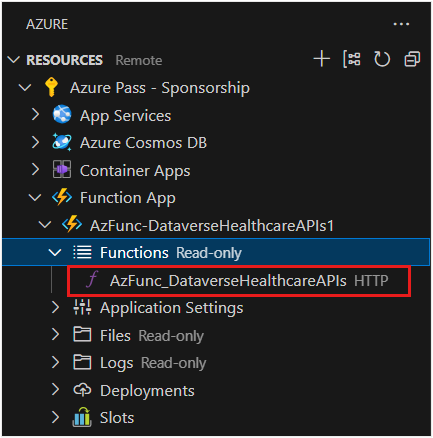 AZURE
RESOURCES Remote
Azure Pass - Sponsorship
App Services
Azure Cosmos DB
Container Apps
Function App
AzFunc-DataverseHealthcareAPIs1
Functions Read-only
AzFunc_DataverseHealthcareAPIs HTTP
Application Settings
Files Read-only
Logs Read-only
Deployments
Slots